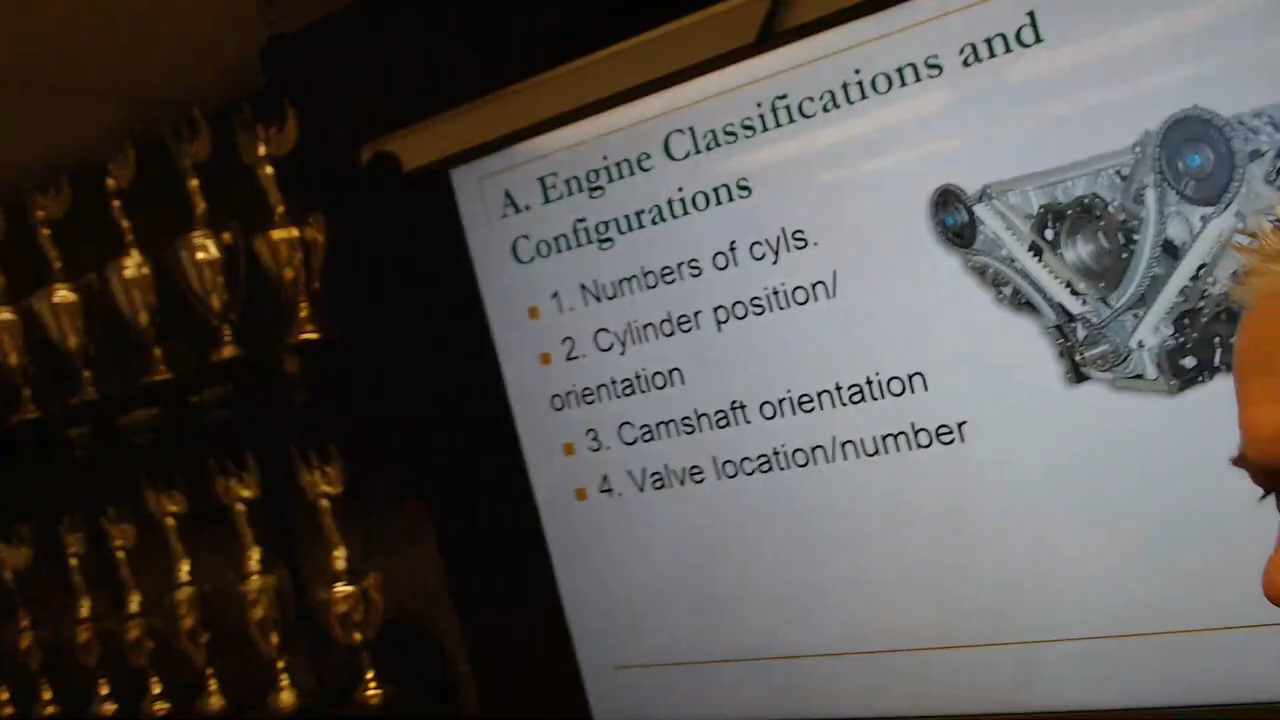 A. Engine Classifications and
Configurations
1. Numbers of cyls.
2. Cylinder position/
orientation
3. Camshaft orientation
4. Valve location/number